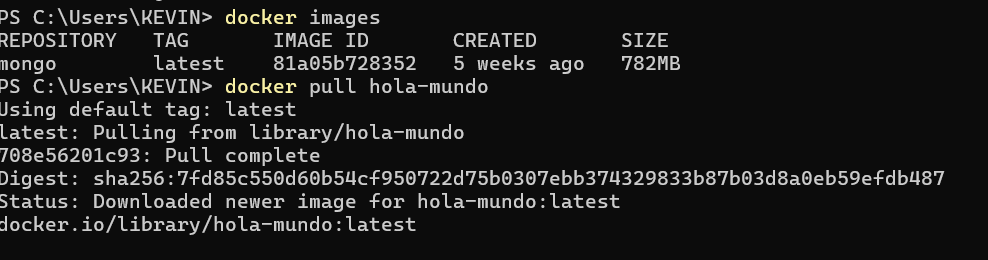 PS C:\Users\KEVIN> docker images
REPOSITORY   TAG       IMAGE ID       CREATED       SIZE
mongo        latest    81a05b728352   5 weeks ago   782MB
PS C:\Users\KEVIN> docker pull hola-mundo
Using default tag: latest
latest: Pulling from library/hola-mundo
708e56201c93: Pull complete
Digest: sha256:7fd85c550d60b54cf950722d75b0307ebb374329833b87b03d8a0eb59efdb487
Status: Downloaded newer image for hola-mundo:latest
docker.io/library/hola-mundo:latest